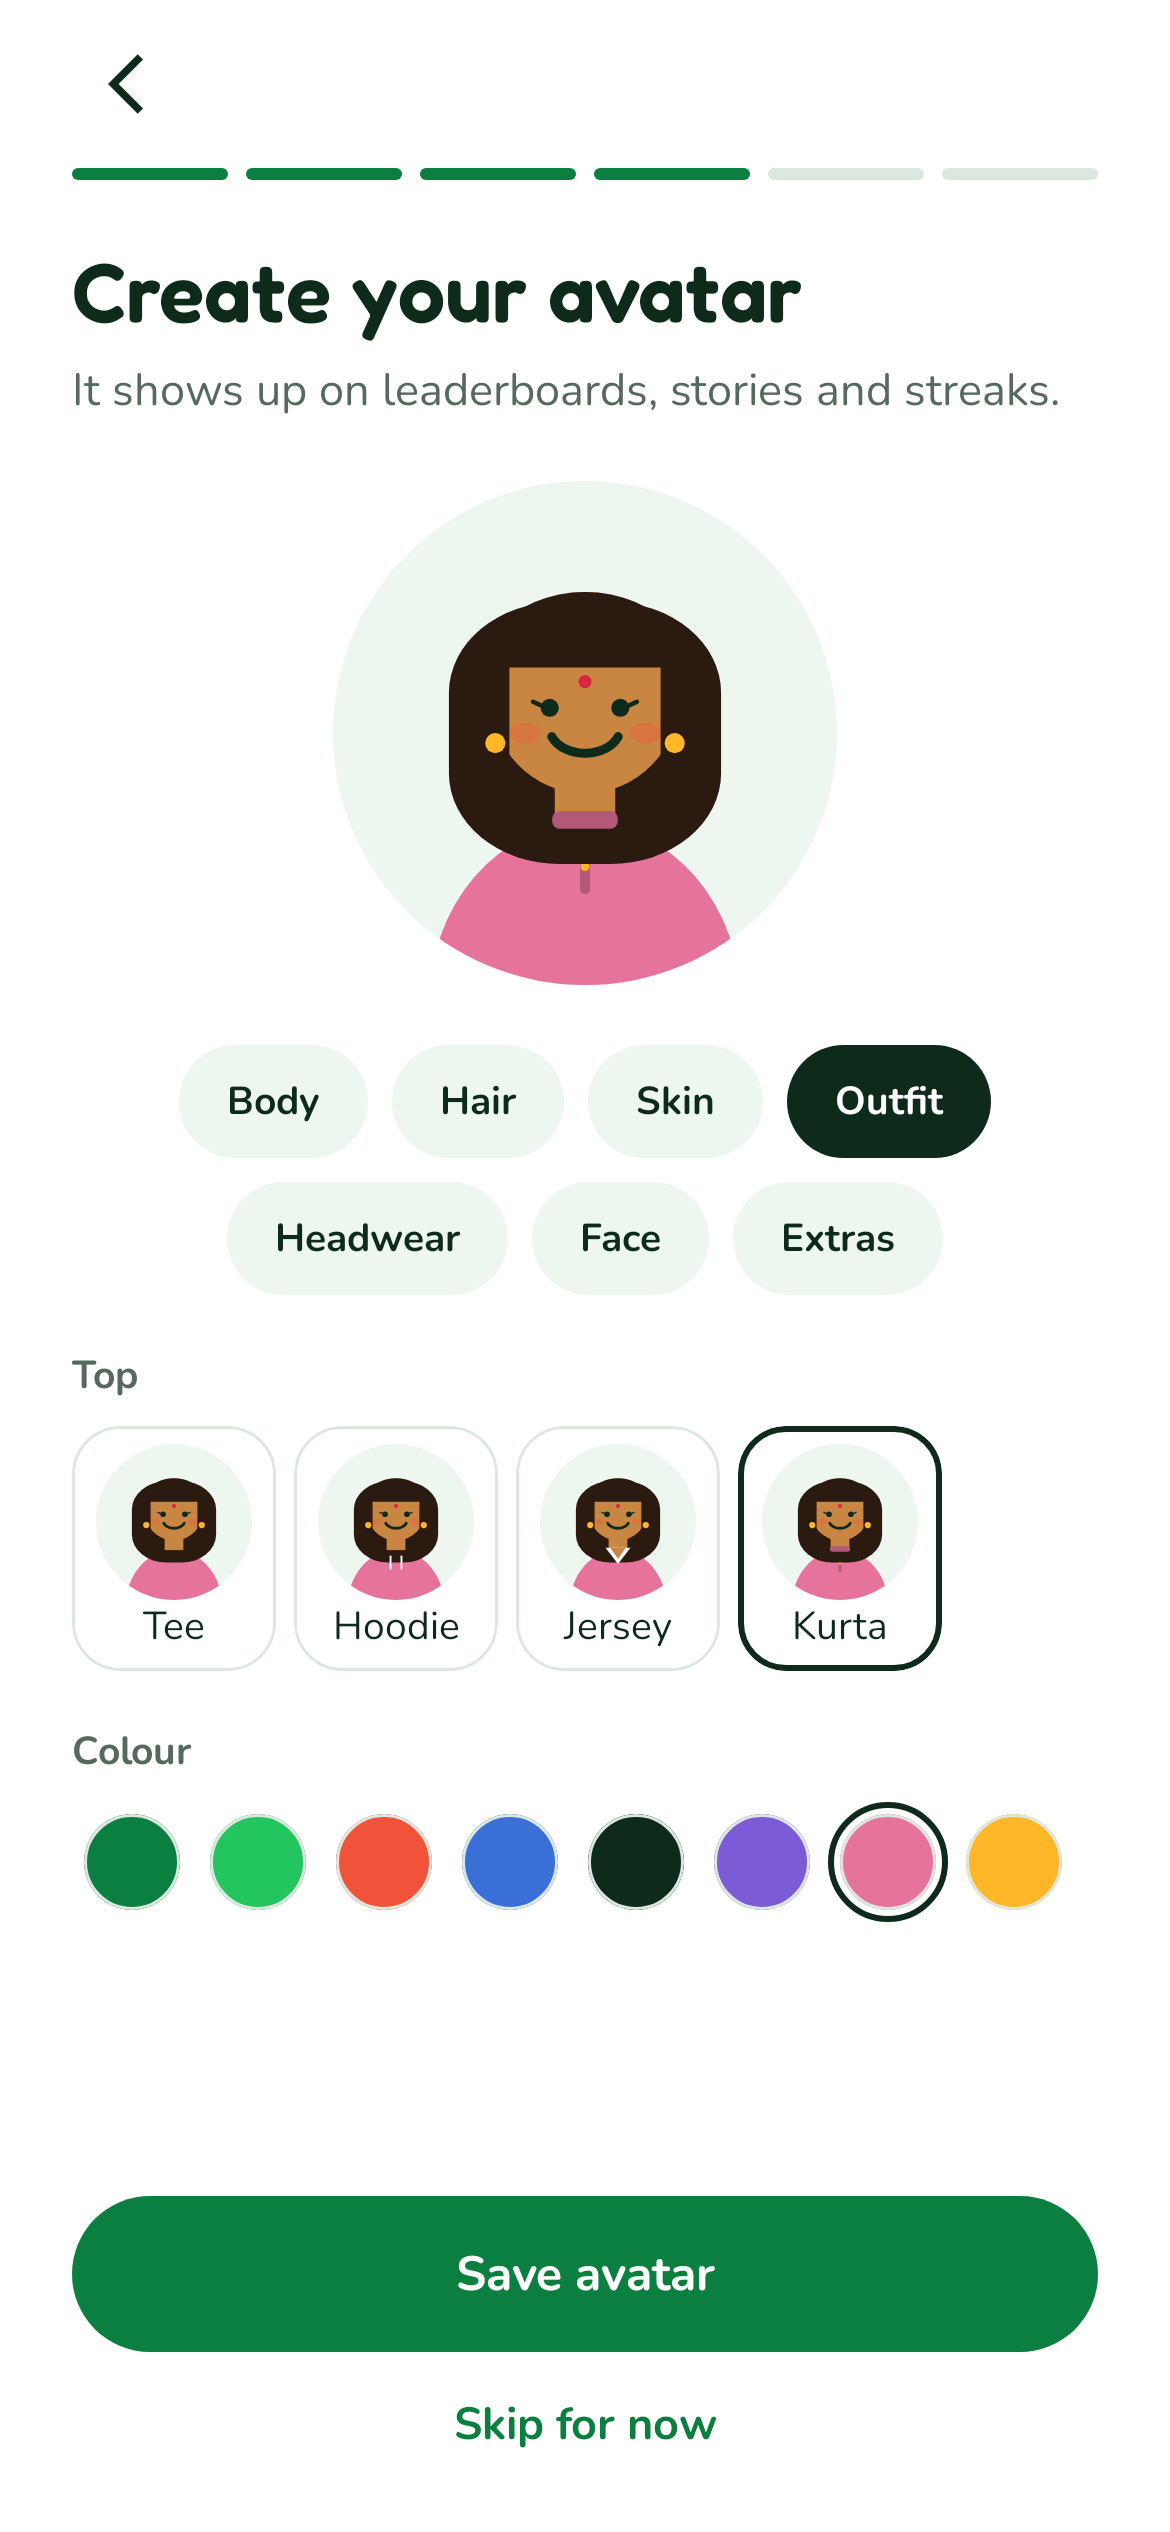 Create your avatar
It shows up on leaderboards, stories and streaks.
Body Hair Skin Outfit
Headwear Face Extras
Top
Tee Hoodie Jersey Kurta
Colour
Save avatar
Skip for now